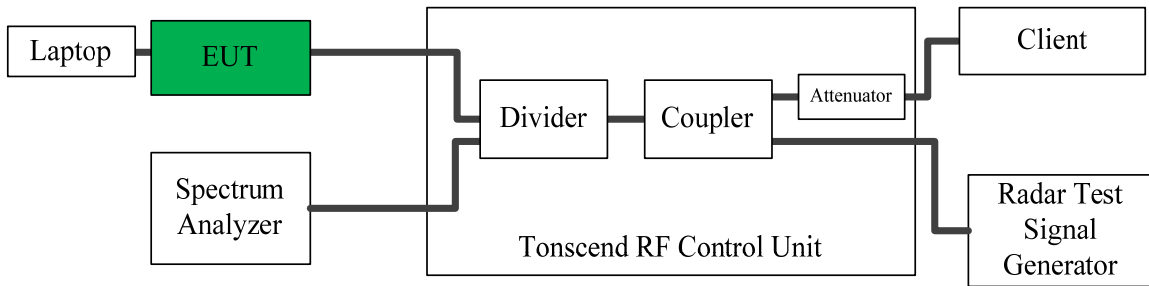 Laptop
EUT
Client
Attenuator
Divider
Coupler
Spectrum
Analyzer
Radar Test
Signal
Generator
Tonscend RF Control Unit